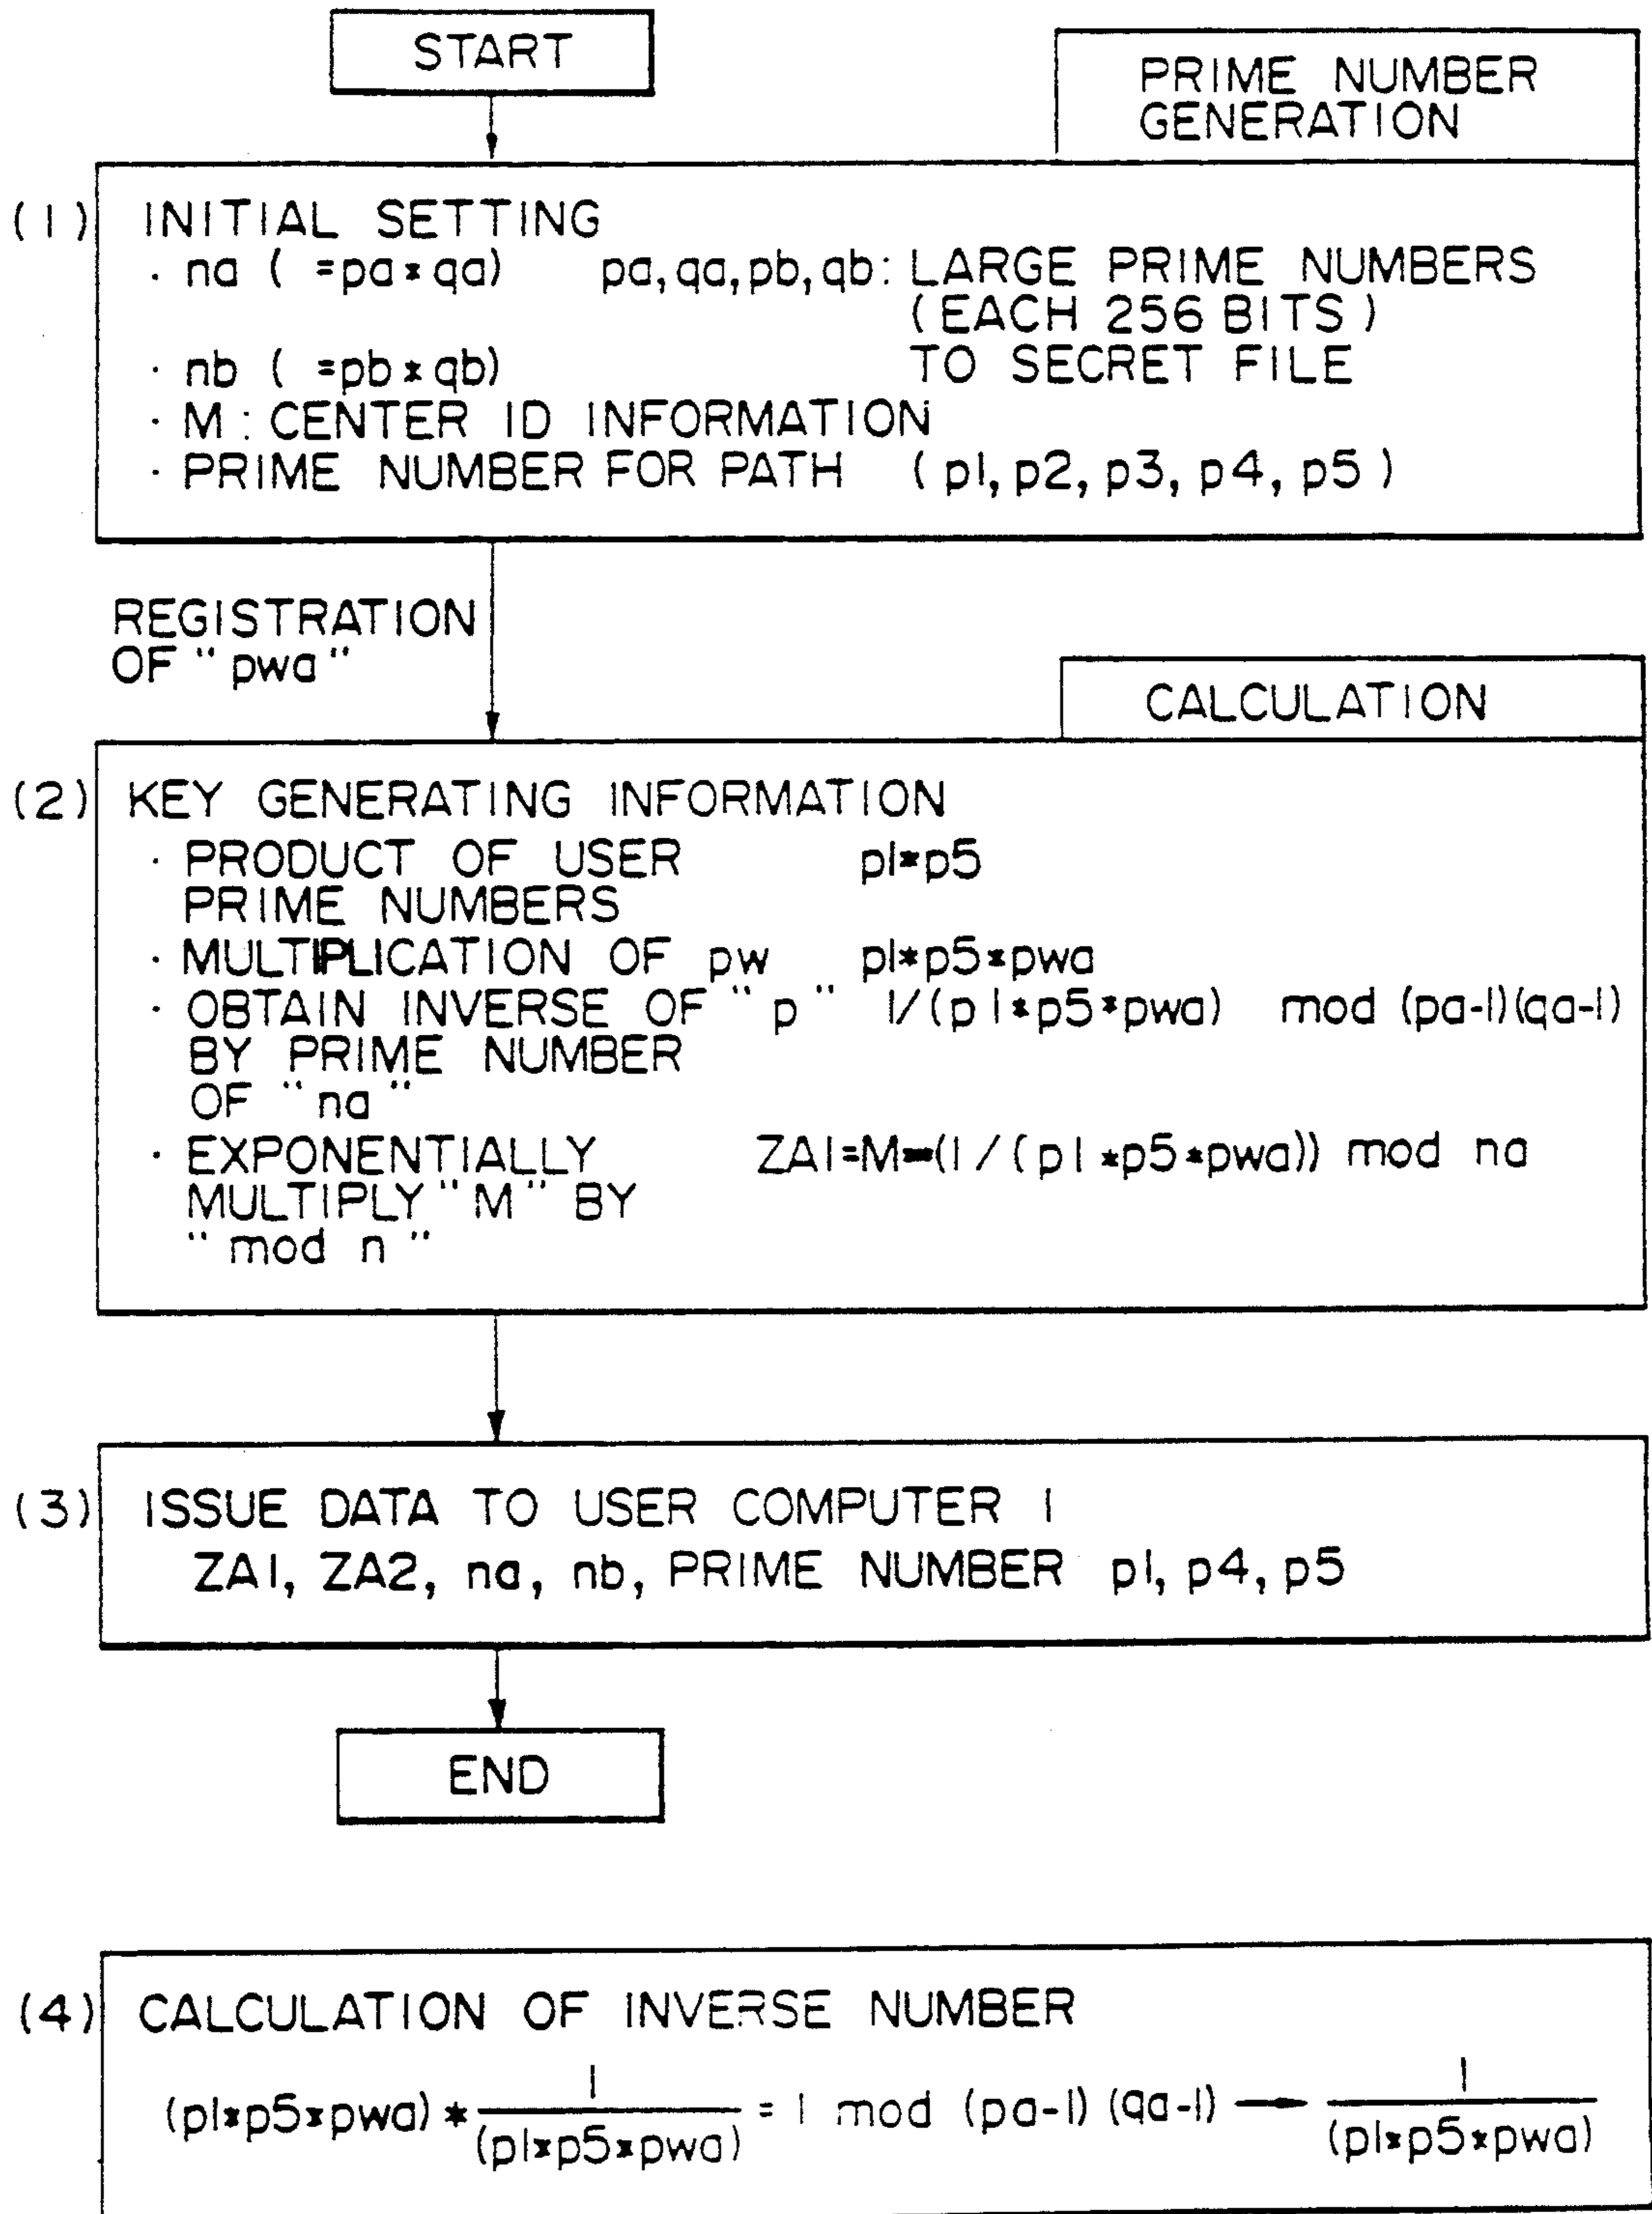 START
PRIME NUMBER
GENERATION
(1) INITIAL SETTING
· na ( =pa*qa) pa,qa,pb,qb: LARGE PRIME NUMBERS
(EACH 256 BITS)
· nb ( =pb*qb) TO SECRET FILE
· M : CENTER ID INFORMATION
· PRIME NUMBER FOR PATH (p1, p2, p3, p4, p5)
REGISTRATION
OF "pwa"
CALCULATION
(2) KEY GENERATING INFORMATION
· PRODUCT OF USER p1*p5
PRIME NUMBERS
· MULTIPLICATION OF pw p1*p5*pwa
· OBTAIN INVERSE OF "p" 1/(p1*p5*pwa) mod (pa-1)(qa-1)
BY PRIME NUMBER
OF "na"
· EXPONENTIALLY ZA1=M**(1/(p1*p5*pwa)) mod na
MULTIPLY "M" BY
"mod n"
(3) ISSUE DATA TO USER COMPUTER 1
ZA1, ZA2, na, nb, PRIME NUMBER p1, p4, p5
END
(4) CALCULATION OF INVERSE NUMBER
(p1*p5*pwa) * 1/(p1*p5*pwa) = 1 mod (pa-1)(qa-1) → 1/(p1*p5*pwa)